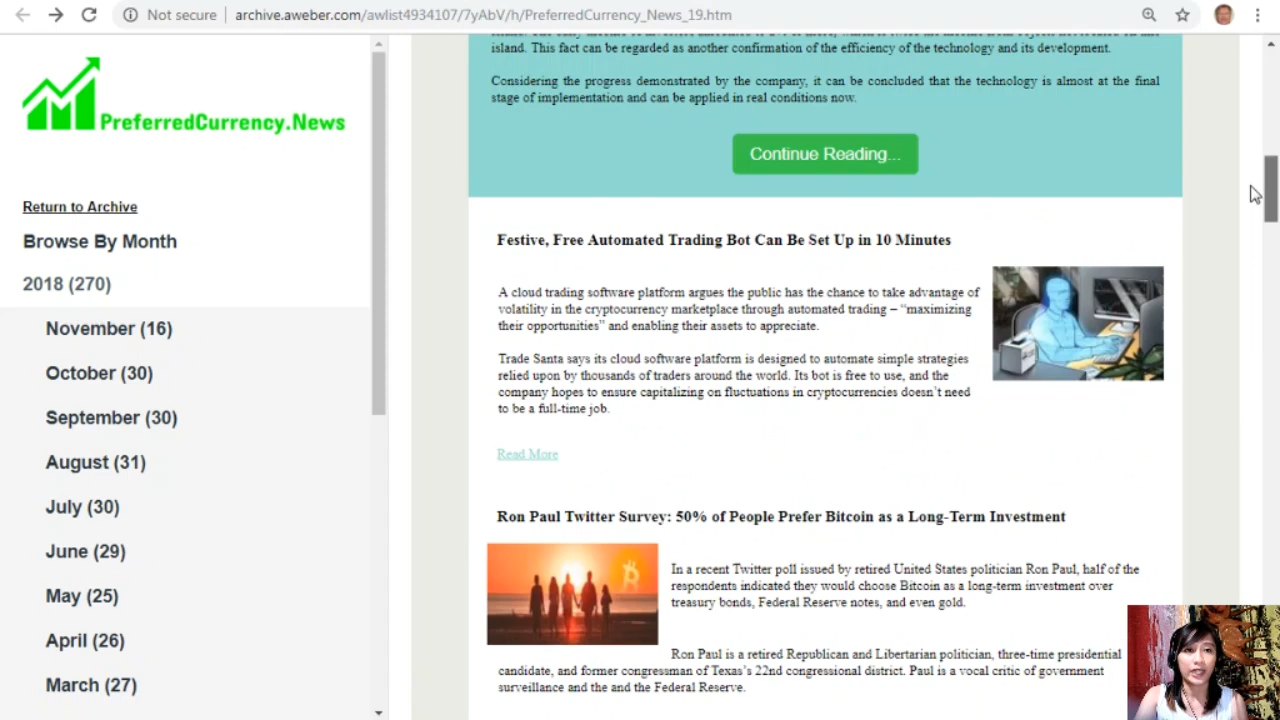 Not secure
archive.aweber.com/awlist4934107/7yAbV/h/PreferredCurrency_News_19.htm
PreferredCurrency.News
Return to Archive
Browse By Month
2018 (270)
November (16)
October (30)
September (30)
August (31)
July (30)
June (29)
May (25)
April (26)
March (27)
island. This fact can be regarded as another confirmation of the efficiency of the technology and its development.
Considering the progress demonstrated by the company, it can be concluded that the technology is almost at the final
stage of implementation and can be applied in real conditions now.
Continue Reading...
Festive, Free Automated Trading Bot Can Be Set Up in 10 Minutes
A cloud trading software platform argues the public has the chance to take advantage of
volatility in the cryptocurrency marketplace through automated trading – “maximizing
their opportunities” and enabling their assets to appreciate.
Trade Santa says its cloud software platform is designed to automate simple strategies
relied upon by thousands of traders around the world. Its bot is free to use, and the
company hopes to ensure capitalizing on fluctuations in cryptocurrencies doesn’t need
to be a full-time job.
Read More
Ron Paul Twitter Survey: 50% of People Prefer Bitcoin as a Long-Term Investment
In a recent Twitter poll issued by retired United States politician Ron Paul, half of the
respondents indicated they would choose Bitcoin as a long-term investment over
treasury bonds, Federal Reserve notes, and even gold.
Ron Paul is a retired Republican and Libertarian politician, three-time presidential
candidate, and former congressman of Texas’s 22nd congressional district. Paul is a vocal critic of government
surveillance and the and the Federal Reserve.